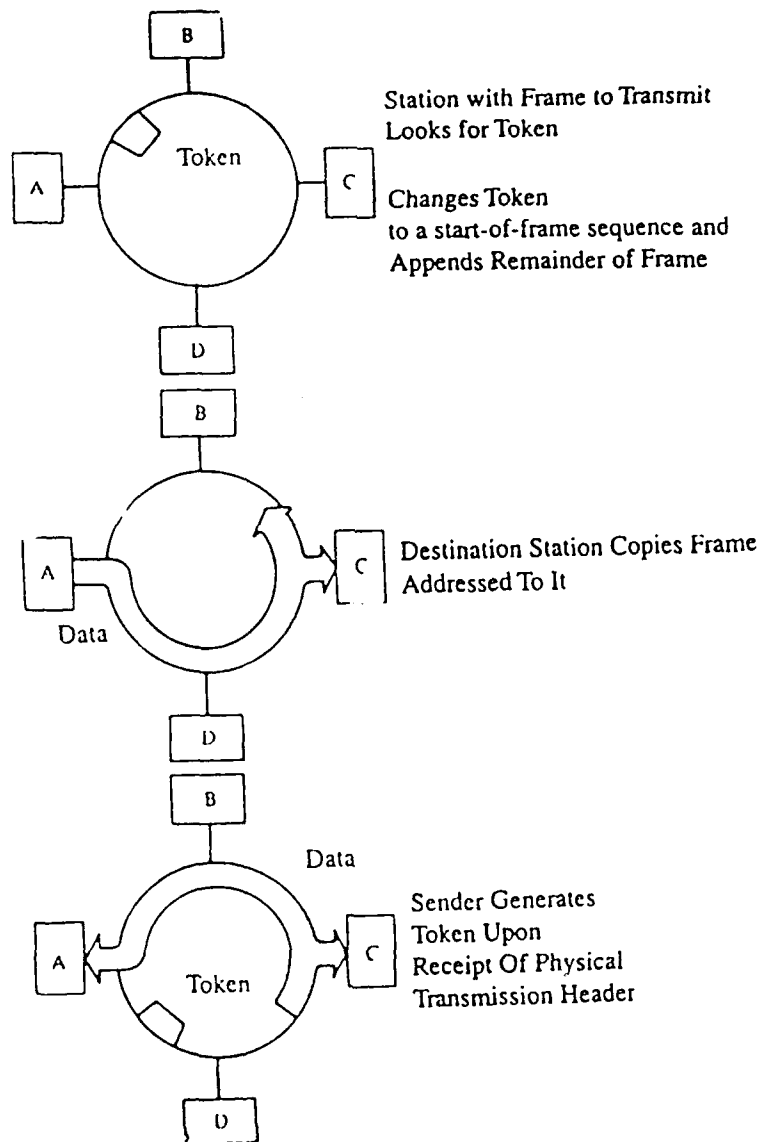 B
Station with Frame to Transmit
Looks for Token
Token
A
C
Changes Token
to a start-of-frame sequence and
Appends Remainder of Frame
D
B
A
C
Destination Station Copies Frame
Addressed To It
Data
D
B
Data
Sender Generates
Token Upon
Receipt Of Physical
Transmission Header
A
C
Token
D